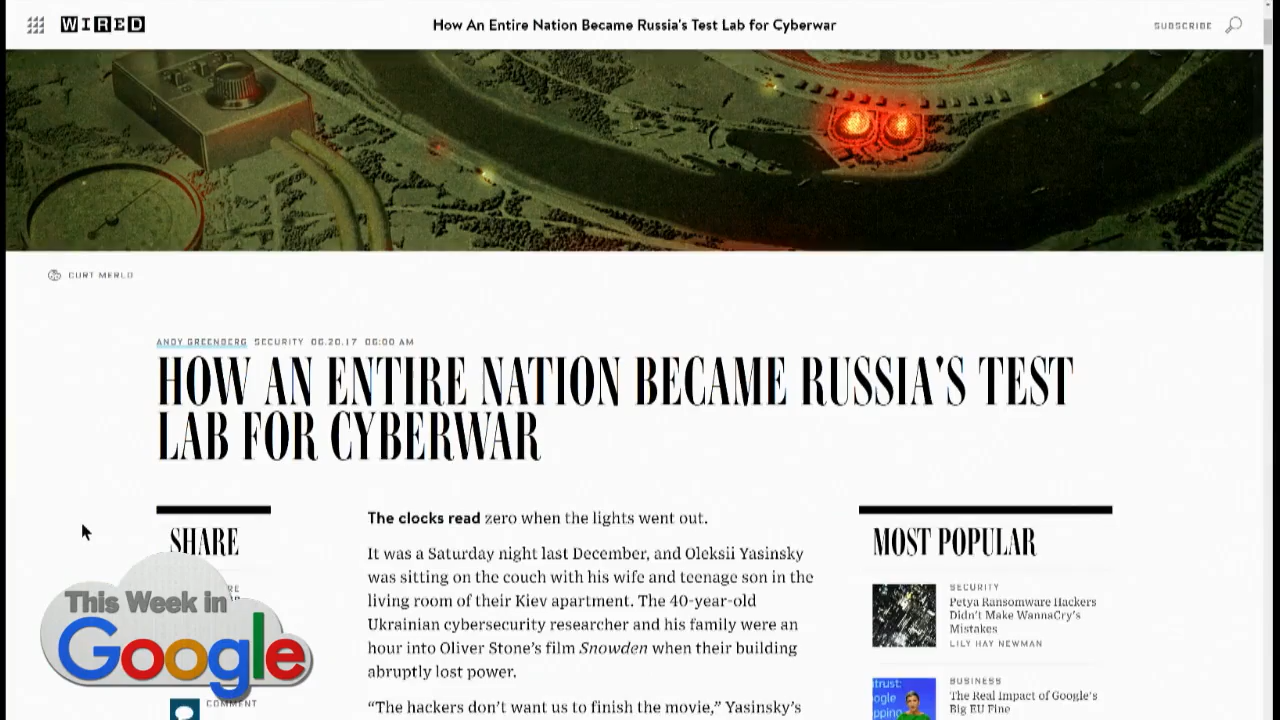 WIRED
How An Entire Nation Became Russia's Test Lab for Cyberwar
SUBSCRIBE
CURT MERLO
ANDY GREENBERG SECURITY 06.20.17 06:00 AM
HOW AN ENTIRE NATION BECAME RUSSIA'S TEST
LAB FOR CYBERWAR
SHARE
COMMENT
The clocks read zero when the lights went out.
It was a Saturday night last December, and Oleksii Yasinsky
was sitting on the couch with his wife and teenage son in the
living room of their Kiev apartment. The 40-year-old
Ukrainian cybersecurity researcher and his family were an
hour into Oliver Stone's film Snowden when their building
abruptly lost power.
“The hackers don’t want us to finish the movie,” Yasinsky’s
MOST POPULAR
SECURITY
Petya Ransomware Hackers
Didn't Make WannaCry's
Mistakes
LILY HAY NEWMAN
BUSINESS
The Real Impact of Google's
Big EU Fine
This Week in
Google